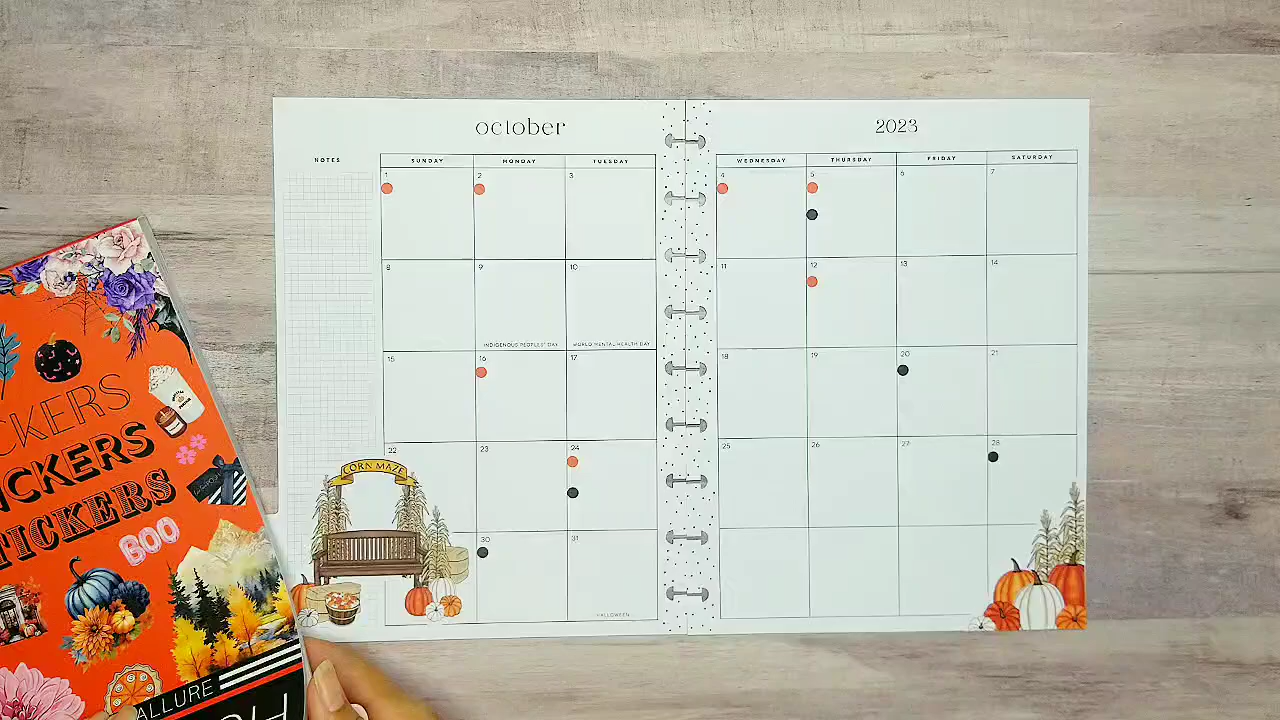 october
2023
NOTES
SUNDAY MONDAY TUESDAY WEDNESDAY THURSDAY FRIDAY SATURDAY
1 2 3 4 5 6 7
8 9 10 11 12 13 14
INDIGENOUS PEOPLES' DAY
WORLD MENTAL HEALTH DAY
15 16 17 18 19 20 21
22 23 24 25 26 27 28
CORN MAZE
30 31
HALLOWEEN
CKERS
ICKERS
TICKERS
BOO
ALLURE